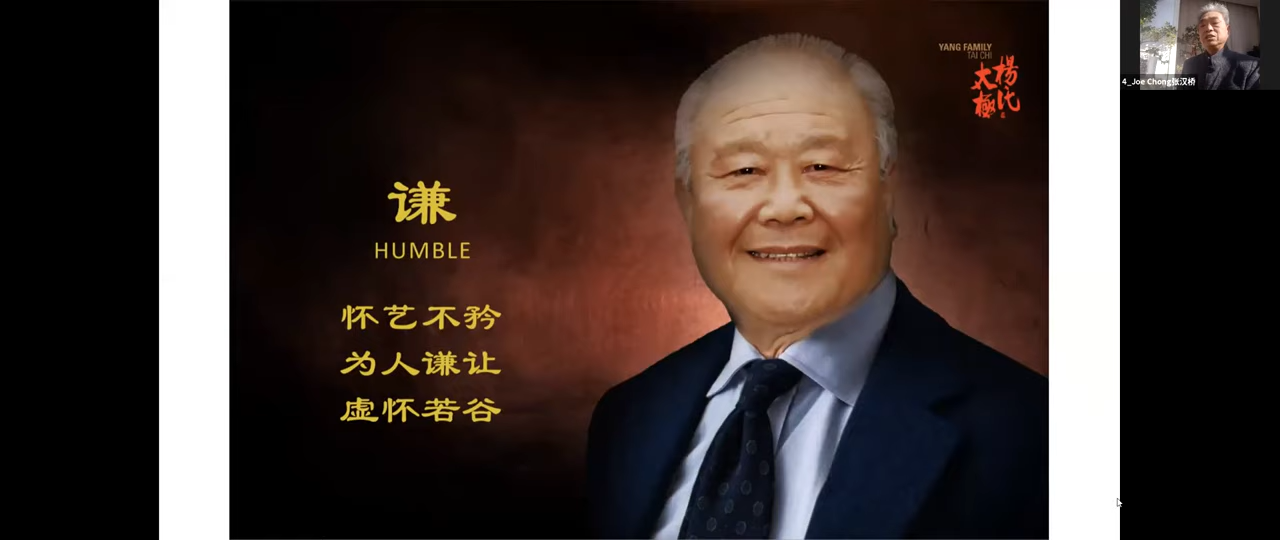 谦
HUMBLE
怀艺不矜
为人谦让
虚怀若谷
YANG FAMILY
TAI CHI
楊氏
太極
4_Joe Chong张汉桥